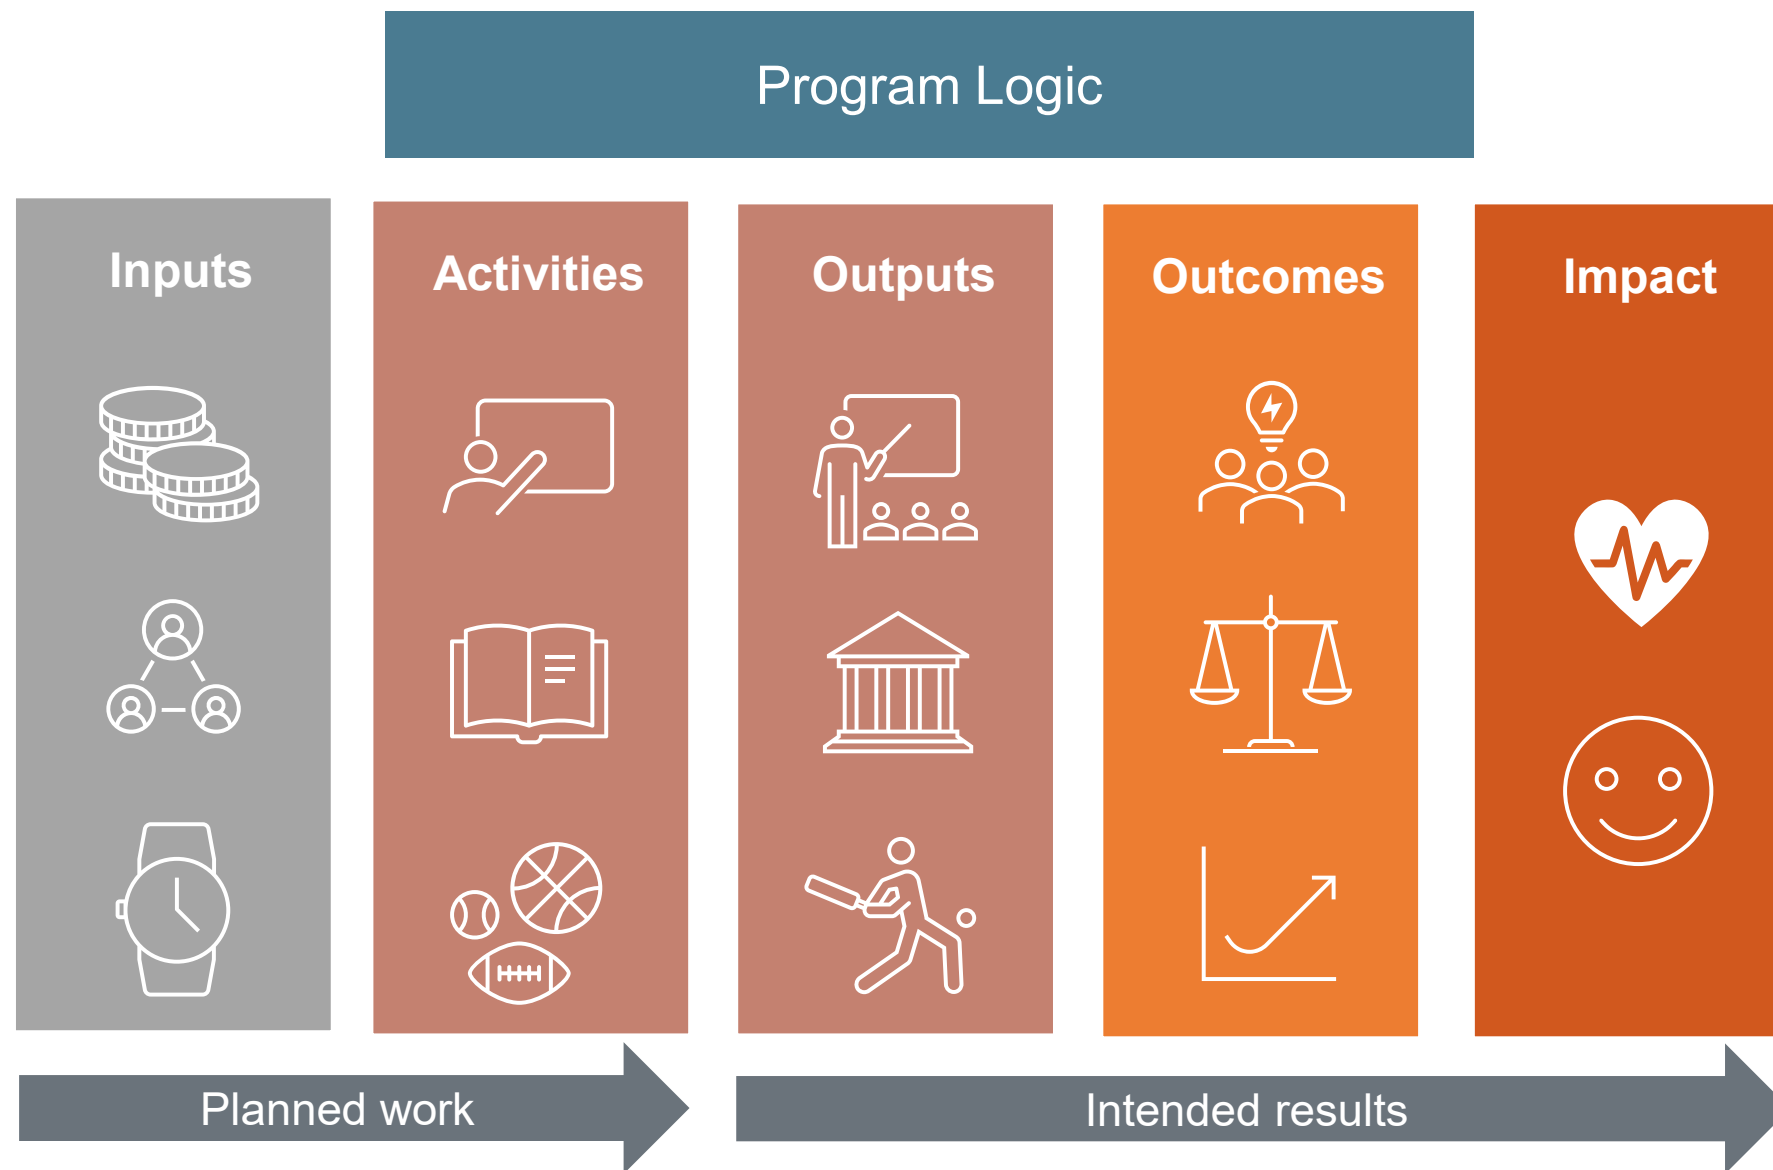 Program Logic
Inputs
Activities
Outputs
Outcomes
Impact
Planned work
Intended results